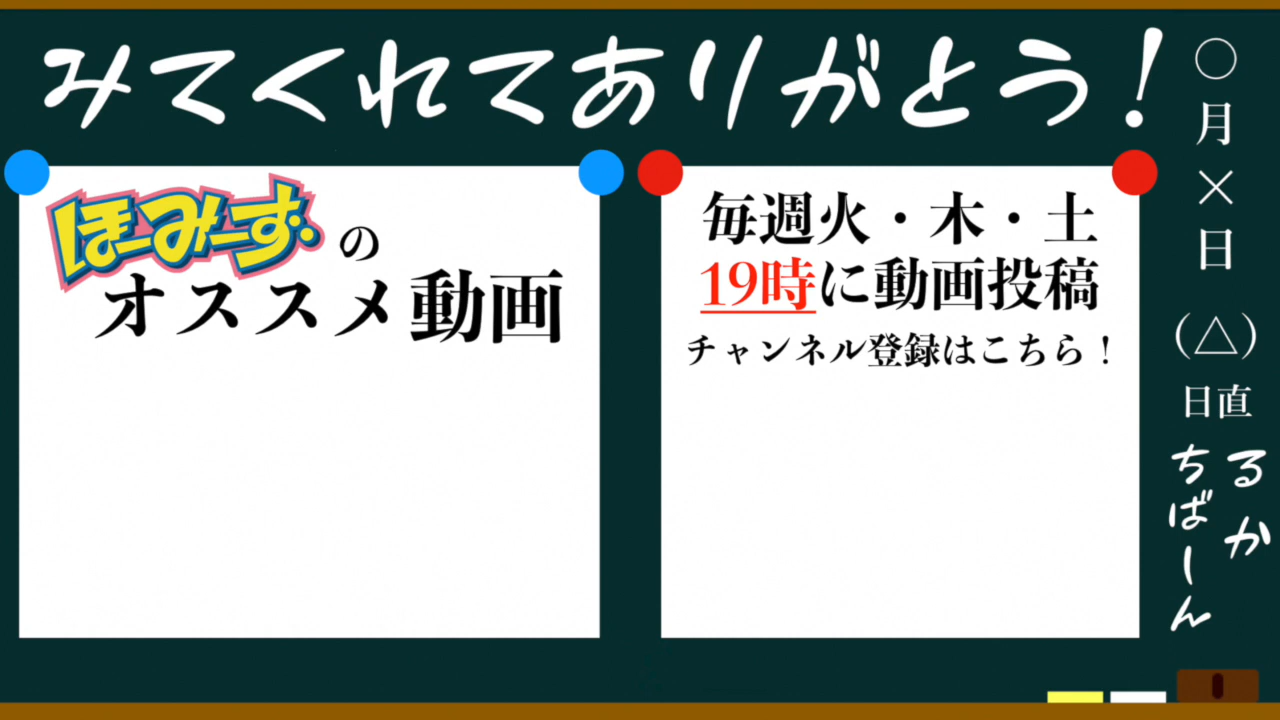 みてくれてありがとう！
ほーみーず。の
オススメ動画
毎週火・木・土
19時に動画投稿
チャンネル登録はこちら！
○月×日（△）
日直
るか
ちばーん